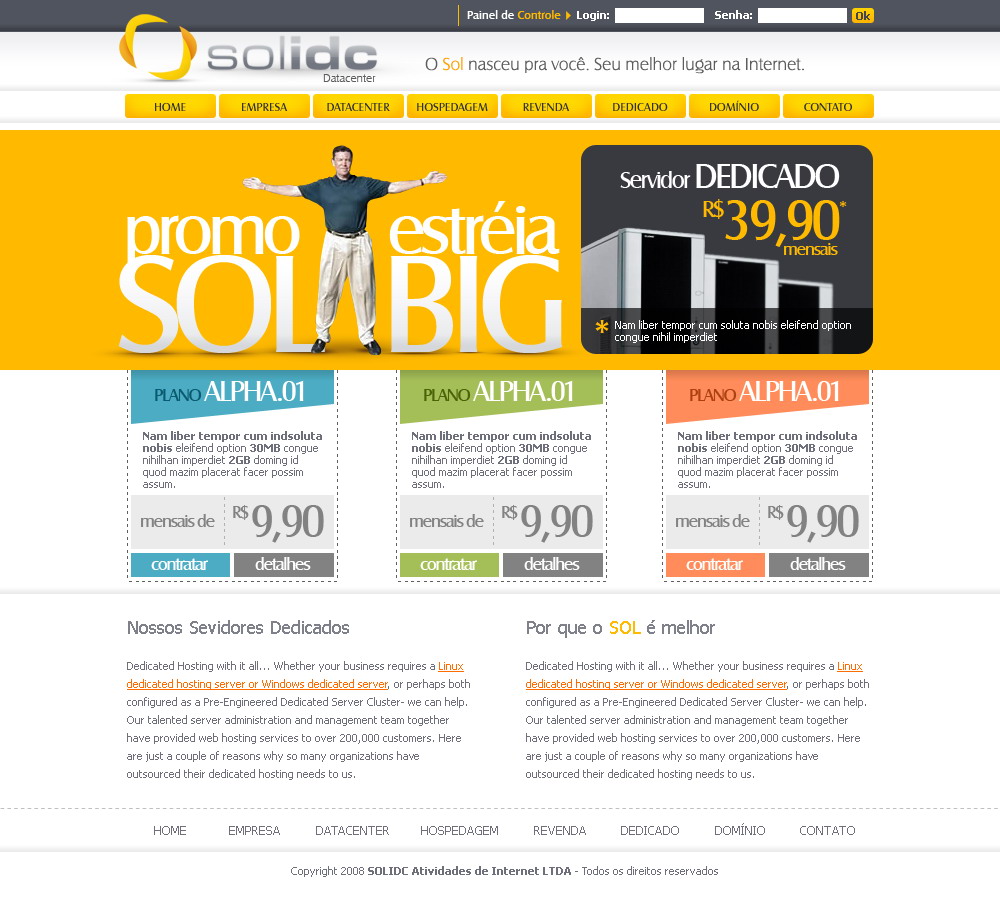 Painel de Controle Login: Senha: Ok
solidc
Datacenter
O Sol nasceu pra você. Seu melhor lugar na Internet.
HOME EMPRESA DATACENTER HOSPEDAGEM REVENDA DEDICADO DOMÍNIO CONTATO
promo estréia
SOL BIG
Servidor DEDICADO
R$ 39,90*
mensais
* Nam liber tempor cum soluta nobis eleifend option
congue nihil imperdiet
PLANO ALPHA.01
Nam liber tempor cum indsoluta
nobis eleifend option 30MB congue
nihilhan imperdiet 2GB doming id
quod mazim placerat facer possim
assum.
mensais de R$ 9,90
contratar detalhes
PLANO ALPHA.01
Nam liber tempor cum indsoluta
nobis eleifend option 30MB congue
nihilhan imperdiet 2GB doming id
quod mazim placerat facer possim
assum.
mensais de R$ 9,90
contratar detalhes
PLANO ALPHA.01
Nam liber tempor cum indsoluta
nobis eleifend option 30MB congue
nihilhan imperdiet 2GB doming id
quod mazim placerat facer possim
assum.
mensais de R$ 9,90
contratar detalhes
Nossos Sevidores Dedicados
Dedicated Hosting with it all... Whether your business requires a Linux
dedicated hosting server or Windows dedicated server, or perhaps both
configured as a Pre-Engineered Dedicated Server Cluster- we can help.
Our talented server administration and management team together
have provided web hosting services to over 200,000 customers. Here
are just a couple of reasons why so many organizations have
outsourced their dedicated hosting needs to us.
Por que o SOL é melhor
Dedicated Hosting with it all... Whether your business requires a Linux
dedicated hosting server or Windows dedicated server, or perhaps both
configured as a Pre-Engineered Dedicated Server Cluster- we can help.
Our talented server administration and management team together
have provided web hosting services to over 200,000 customers. Here
are just a couple of reasons why so many organizations have
outsourced their dedicated hosting needs to us.
HOME EMPRESA DATACENTER HOSPEDAGEM REVENDA DEDICADO DOMÍNIO CONTATO
Copyright 2008 SOLIDC Atividades de Internet LTDA - Todos os direitos reservados